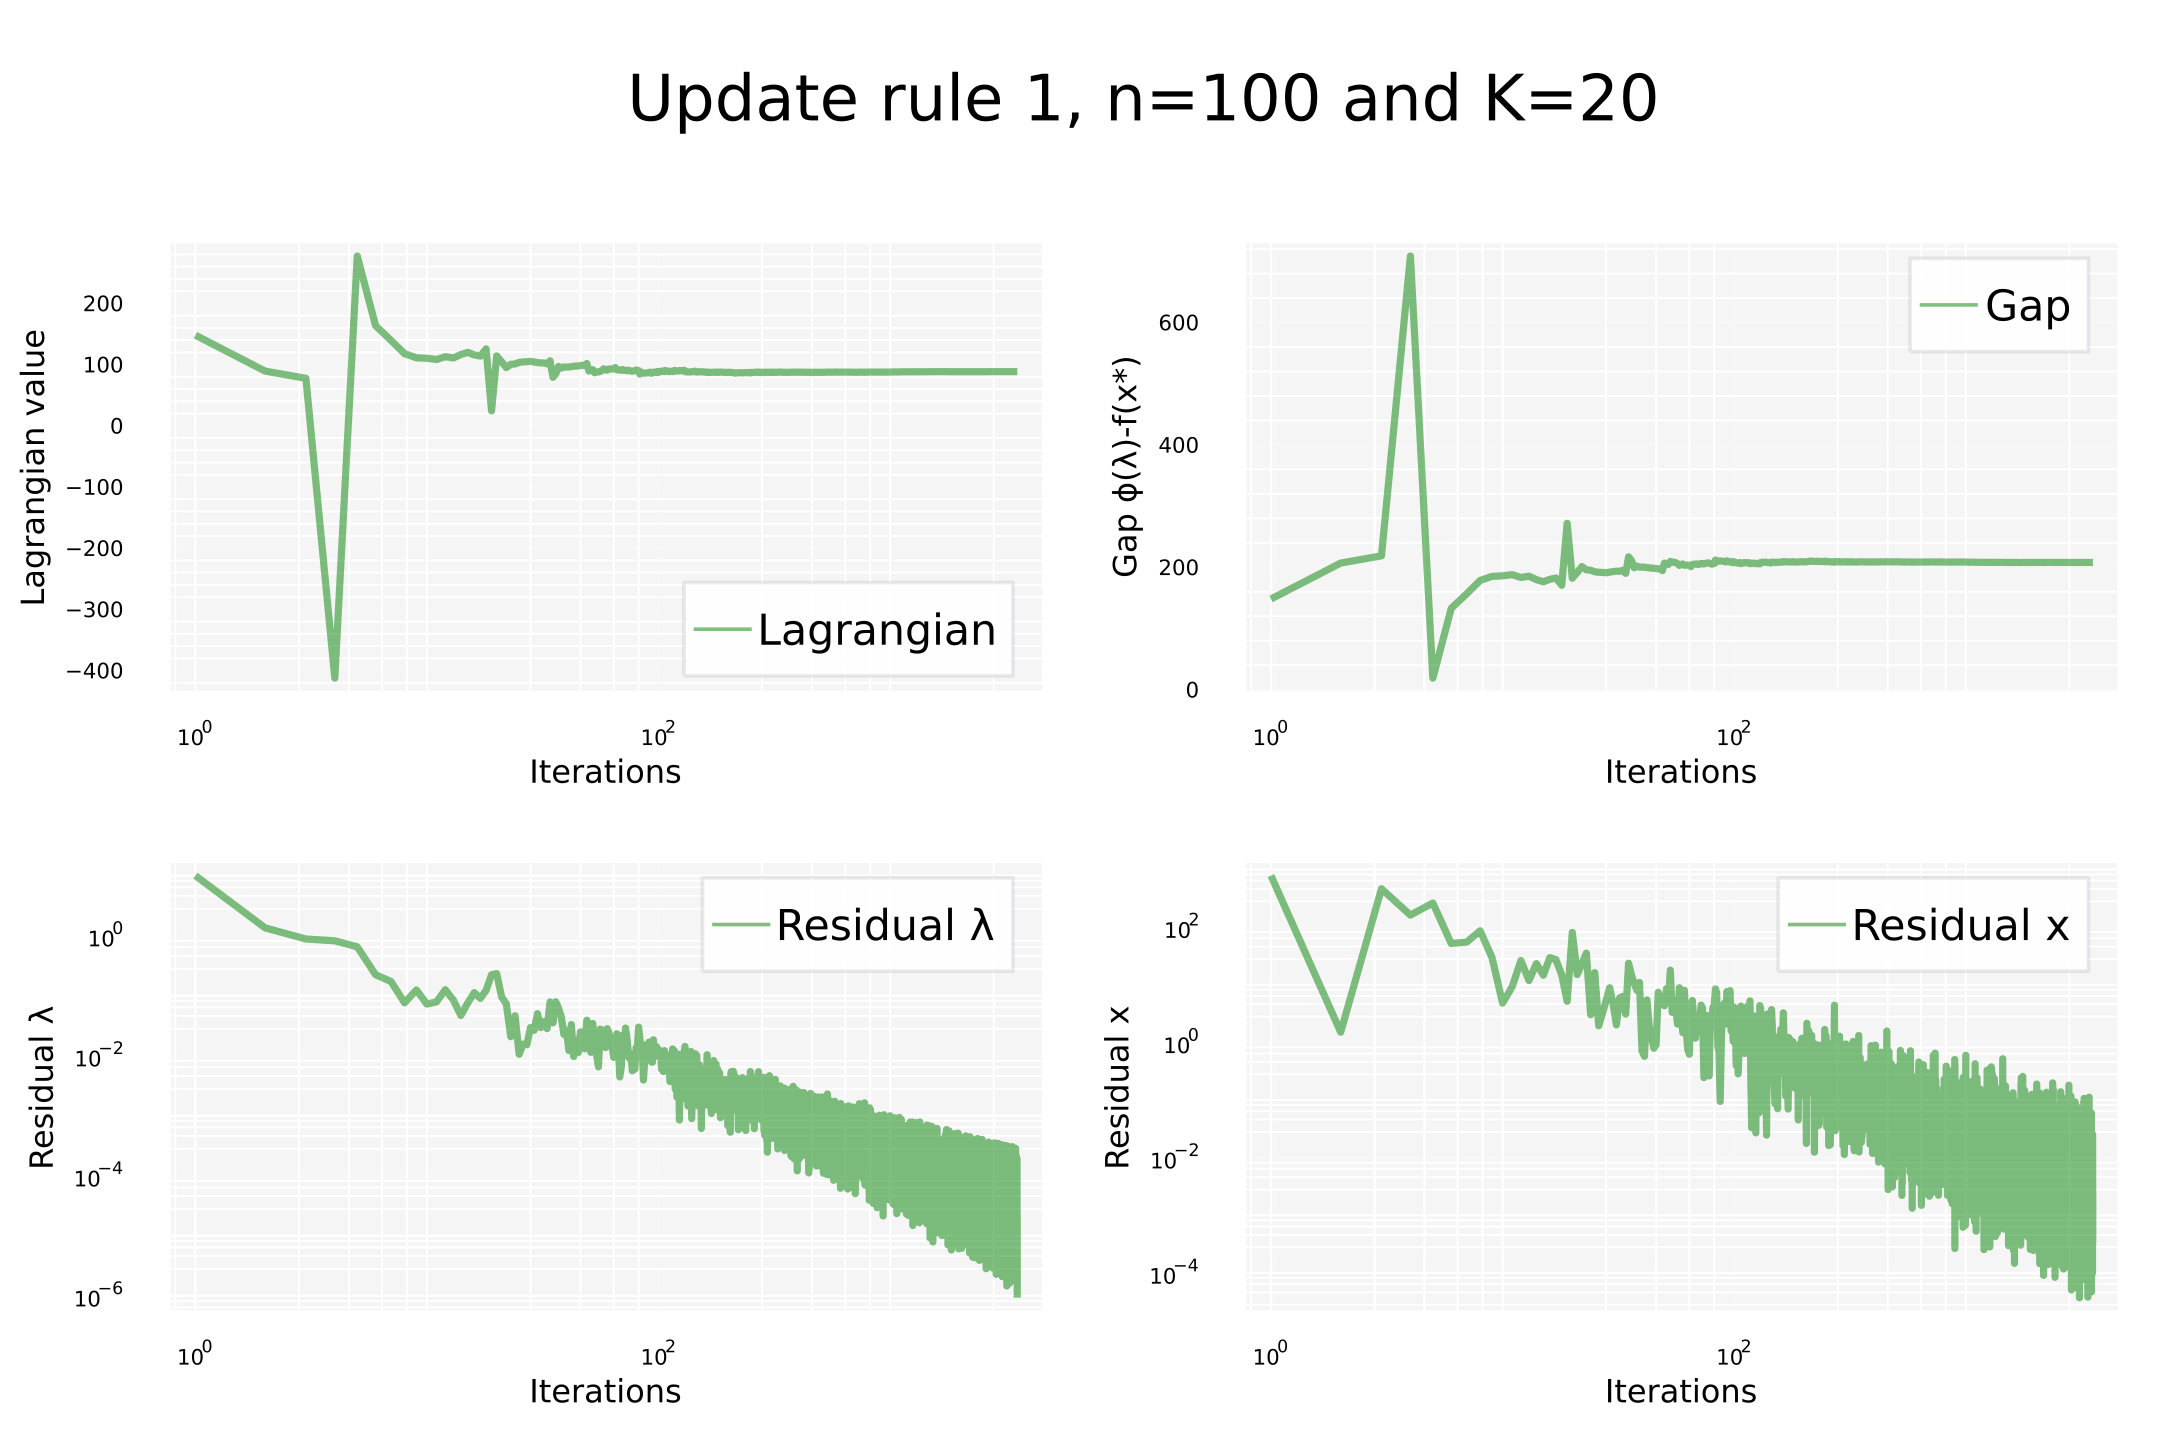 Update rule 1, n=100 and K=20
Lagrangian value
200
100
0
−100
−200
−300
−400
Lagrangian
10^0
10^2
Iterations
Gap ϕ(λ)-f(x*)
600
400
200
0
Gap
10^0
10^2
Iterations
Residual λ
10^0
10^−2
10^−4
10^−6
Residual λ
10^0
10^2
Iterations
Residual x
10^2
10^0
10^−2
10^−4
Residual x
10^0
10^2
Iterations